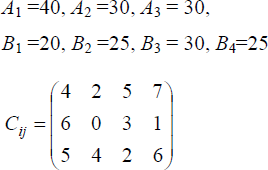 A1 =40, A2 =30, A3 = 30,
B1 =20, B2 =25, B3 = 30, B4=25
4 2 5 7
Cij = 6 0 3 1
5 4 2 6